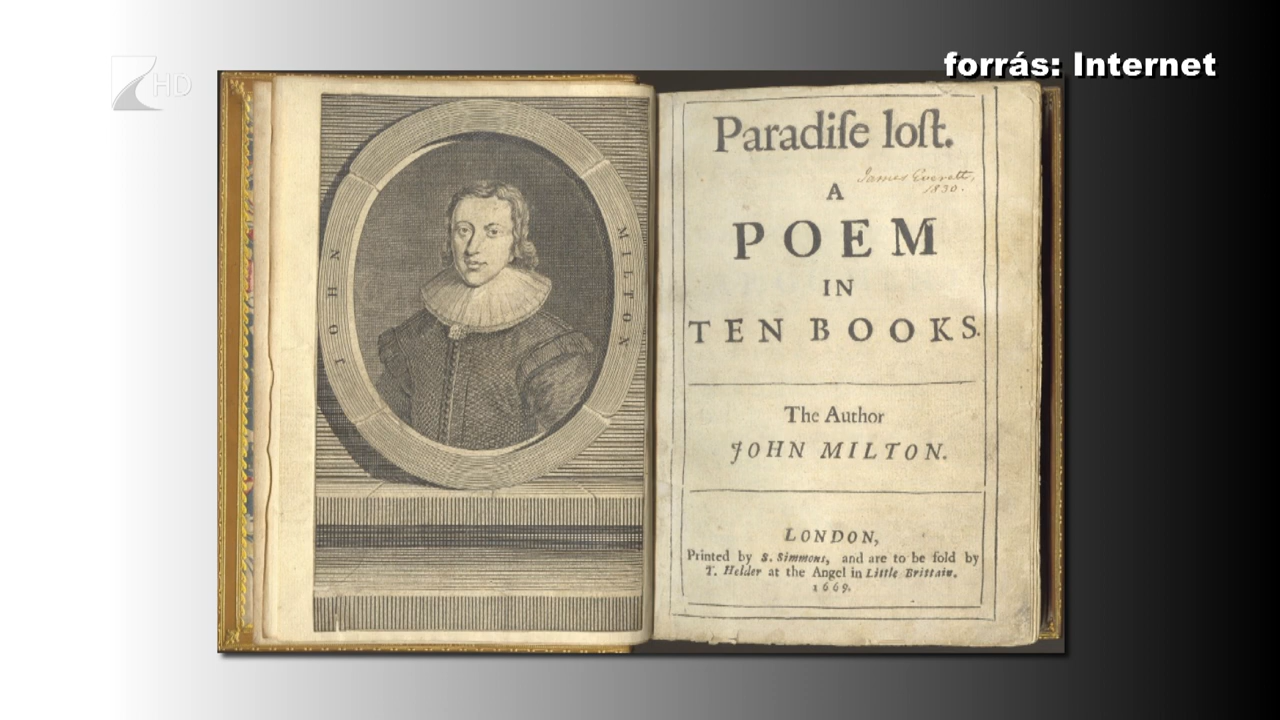 HD
forrás: Internet
JOHN MILTON
Paradiſe loſt.
James Everett,
1830.
A
POEM
IN
TEN BOOKS.
The Author
JOHN MILTON.
LONDON,
Printed by S. Simmons, and are to be ſold by
T. Helder at the Angel in Little Brittain.
1669.